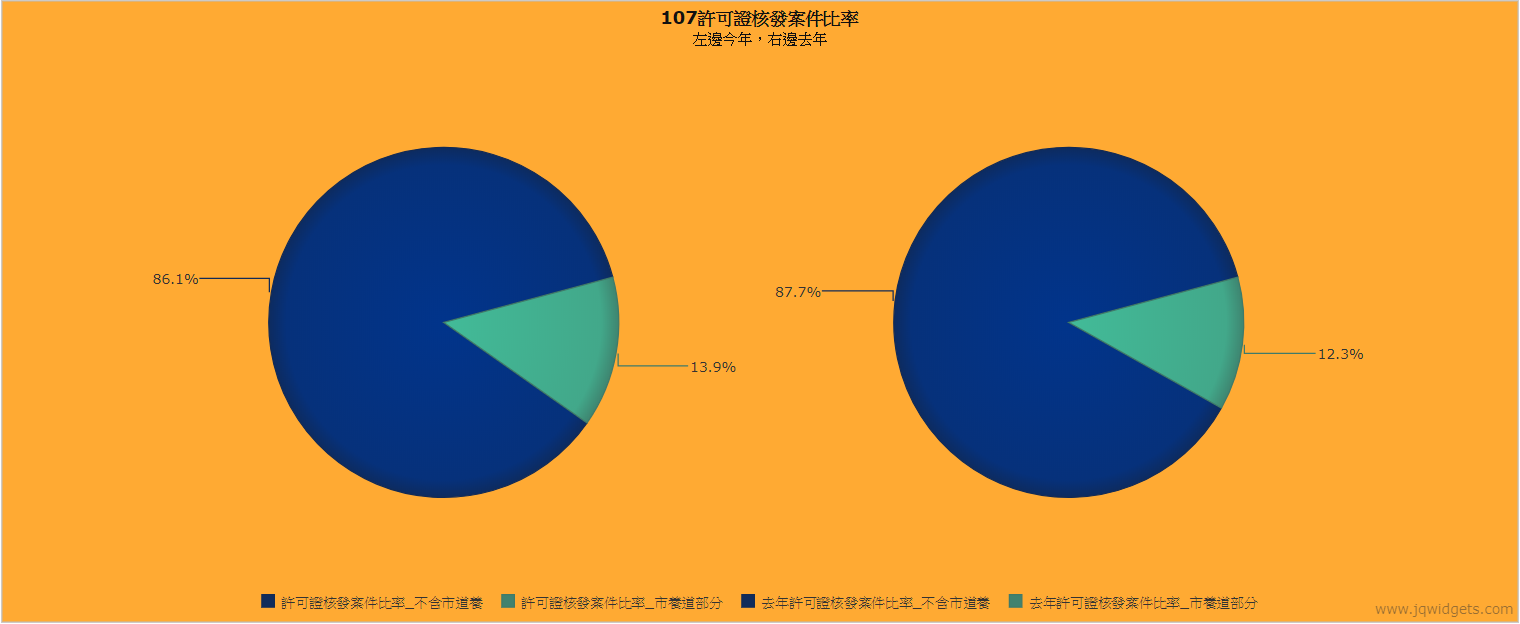 107許可證核發案件比率
左邊今年，右邊去年
86.1%
13.9%
87.7%
12.3%
許可證核發案件比率_不含市道養 許可證核發案件比率_市養道部分 去年許可證核發案件比率_不含市道養 去年許可證核發案件比率_市養道部分
www.jqwidgets.com